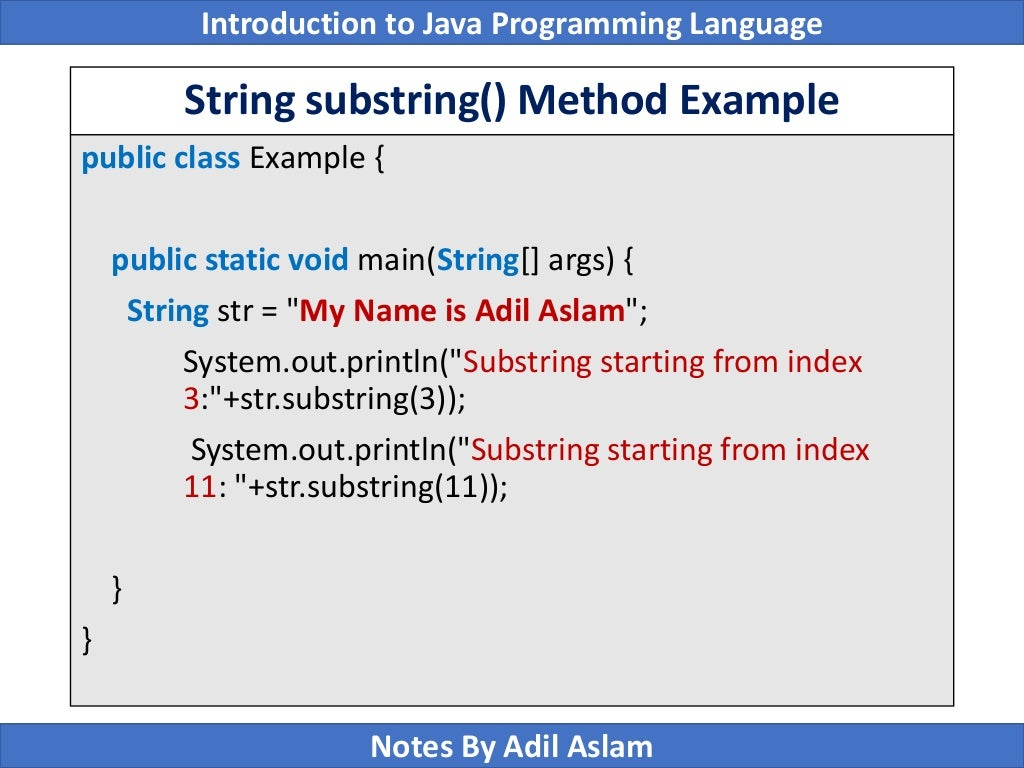 Introduction to Java Programming Language
String substring() Method Example
public class Example {
public static void main(String[] args) {
String str = "My Name is Adil Aslam";
System.out.println("Substring starting from index
3:"+str.substring(3));
System.out.println("Substring starting from index
11: "+str.substring(11));
}
}
Notes By Adil Aslam